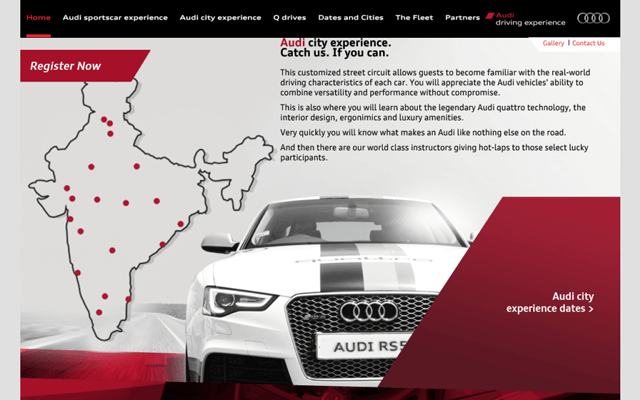 Home Audi sportscar experience Audi city experience Q drives Dates and Cities The Fleet Partners Audi
driving experience
Gallery | Contact Us
Register Now
Audi city experience.
Catch us. If you can.
This customized street circuit allows guests to become familiar with the real-world
driving characteristics of each car. You will appreciate the Audi vehicles' ability to
combine versatility and performance without compromise.
This is also where you will learn about the legendary Audi quattro technology, the
interior design, ergonomics and luxury amenities.
Very quickly you will know what makes an Audi like nothing else on the road.
And then there are our world class instructors giving hot-laps to those select lucky
participants.
Audi city
experience dates >
AUDI RS5